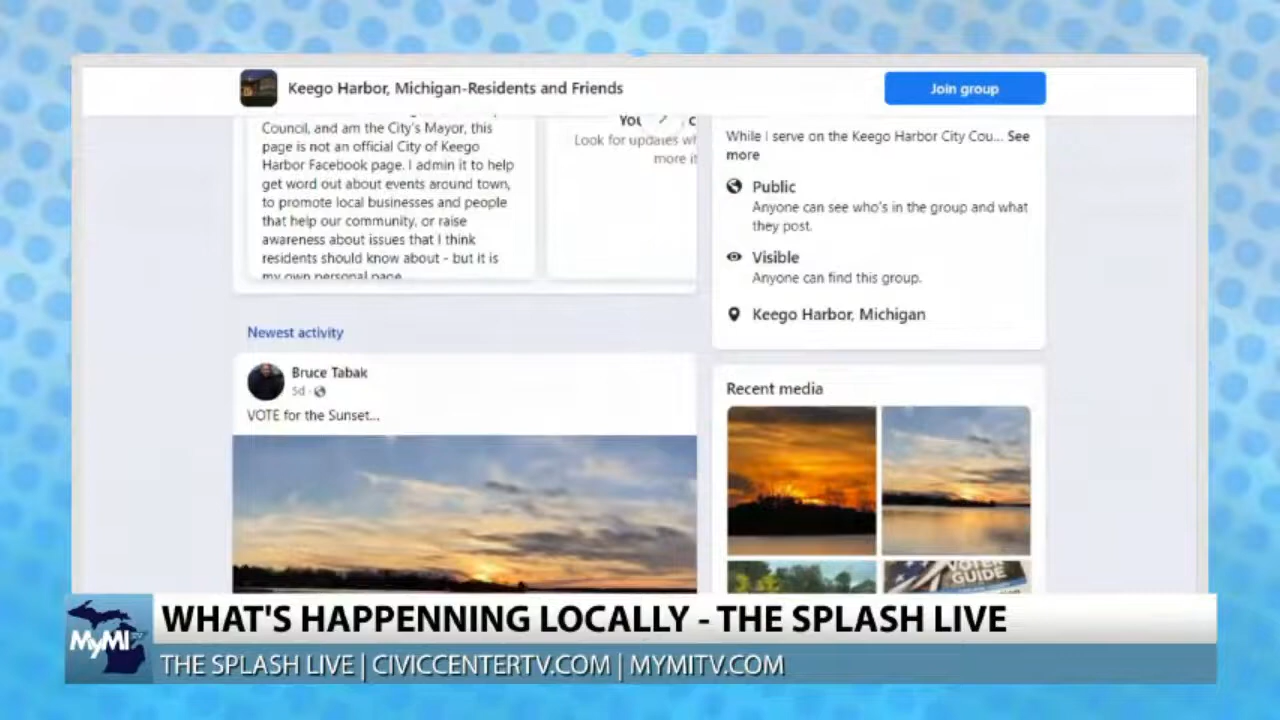 Keego Harbor, Michigan-Residents and Friends
Join group
Council, and am the City's Mayor, this
page is not an official City of Keego
Harbor Facebook page. I admin it to help
get word out about events around town,
to promote local businesses and people
that help our community, or raise
awareness about issues that I think
residents should know about - but it is
my own personal page
Look for updates
more
While I serve on the Keego Harbor City Cou... See
more
Public
Anyone can see who's in the group and what
they post.
Visible
Anyone can find this group.
Keego Harbor, Michigan
Newest activity
Bruce Tabak
5d ·
VOTE for the Sunset...
Recent media
VOTER
GUIDE
MyMI
WHAT'S HAPPENNING LOCALLY - THE SPLASH LIVE
THE SPLASH LIVE | CIVICCENTERTV.COM | MYMITV.COM